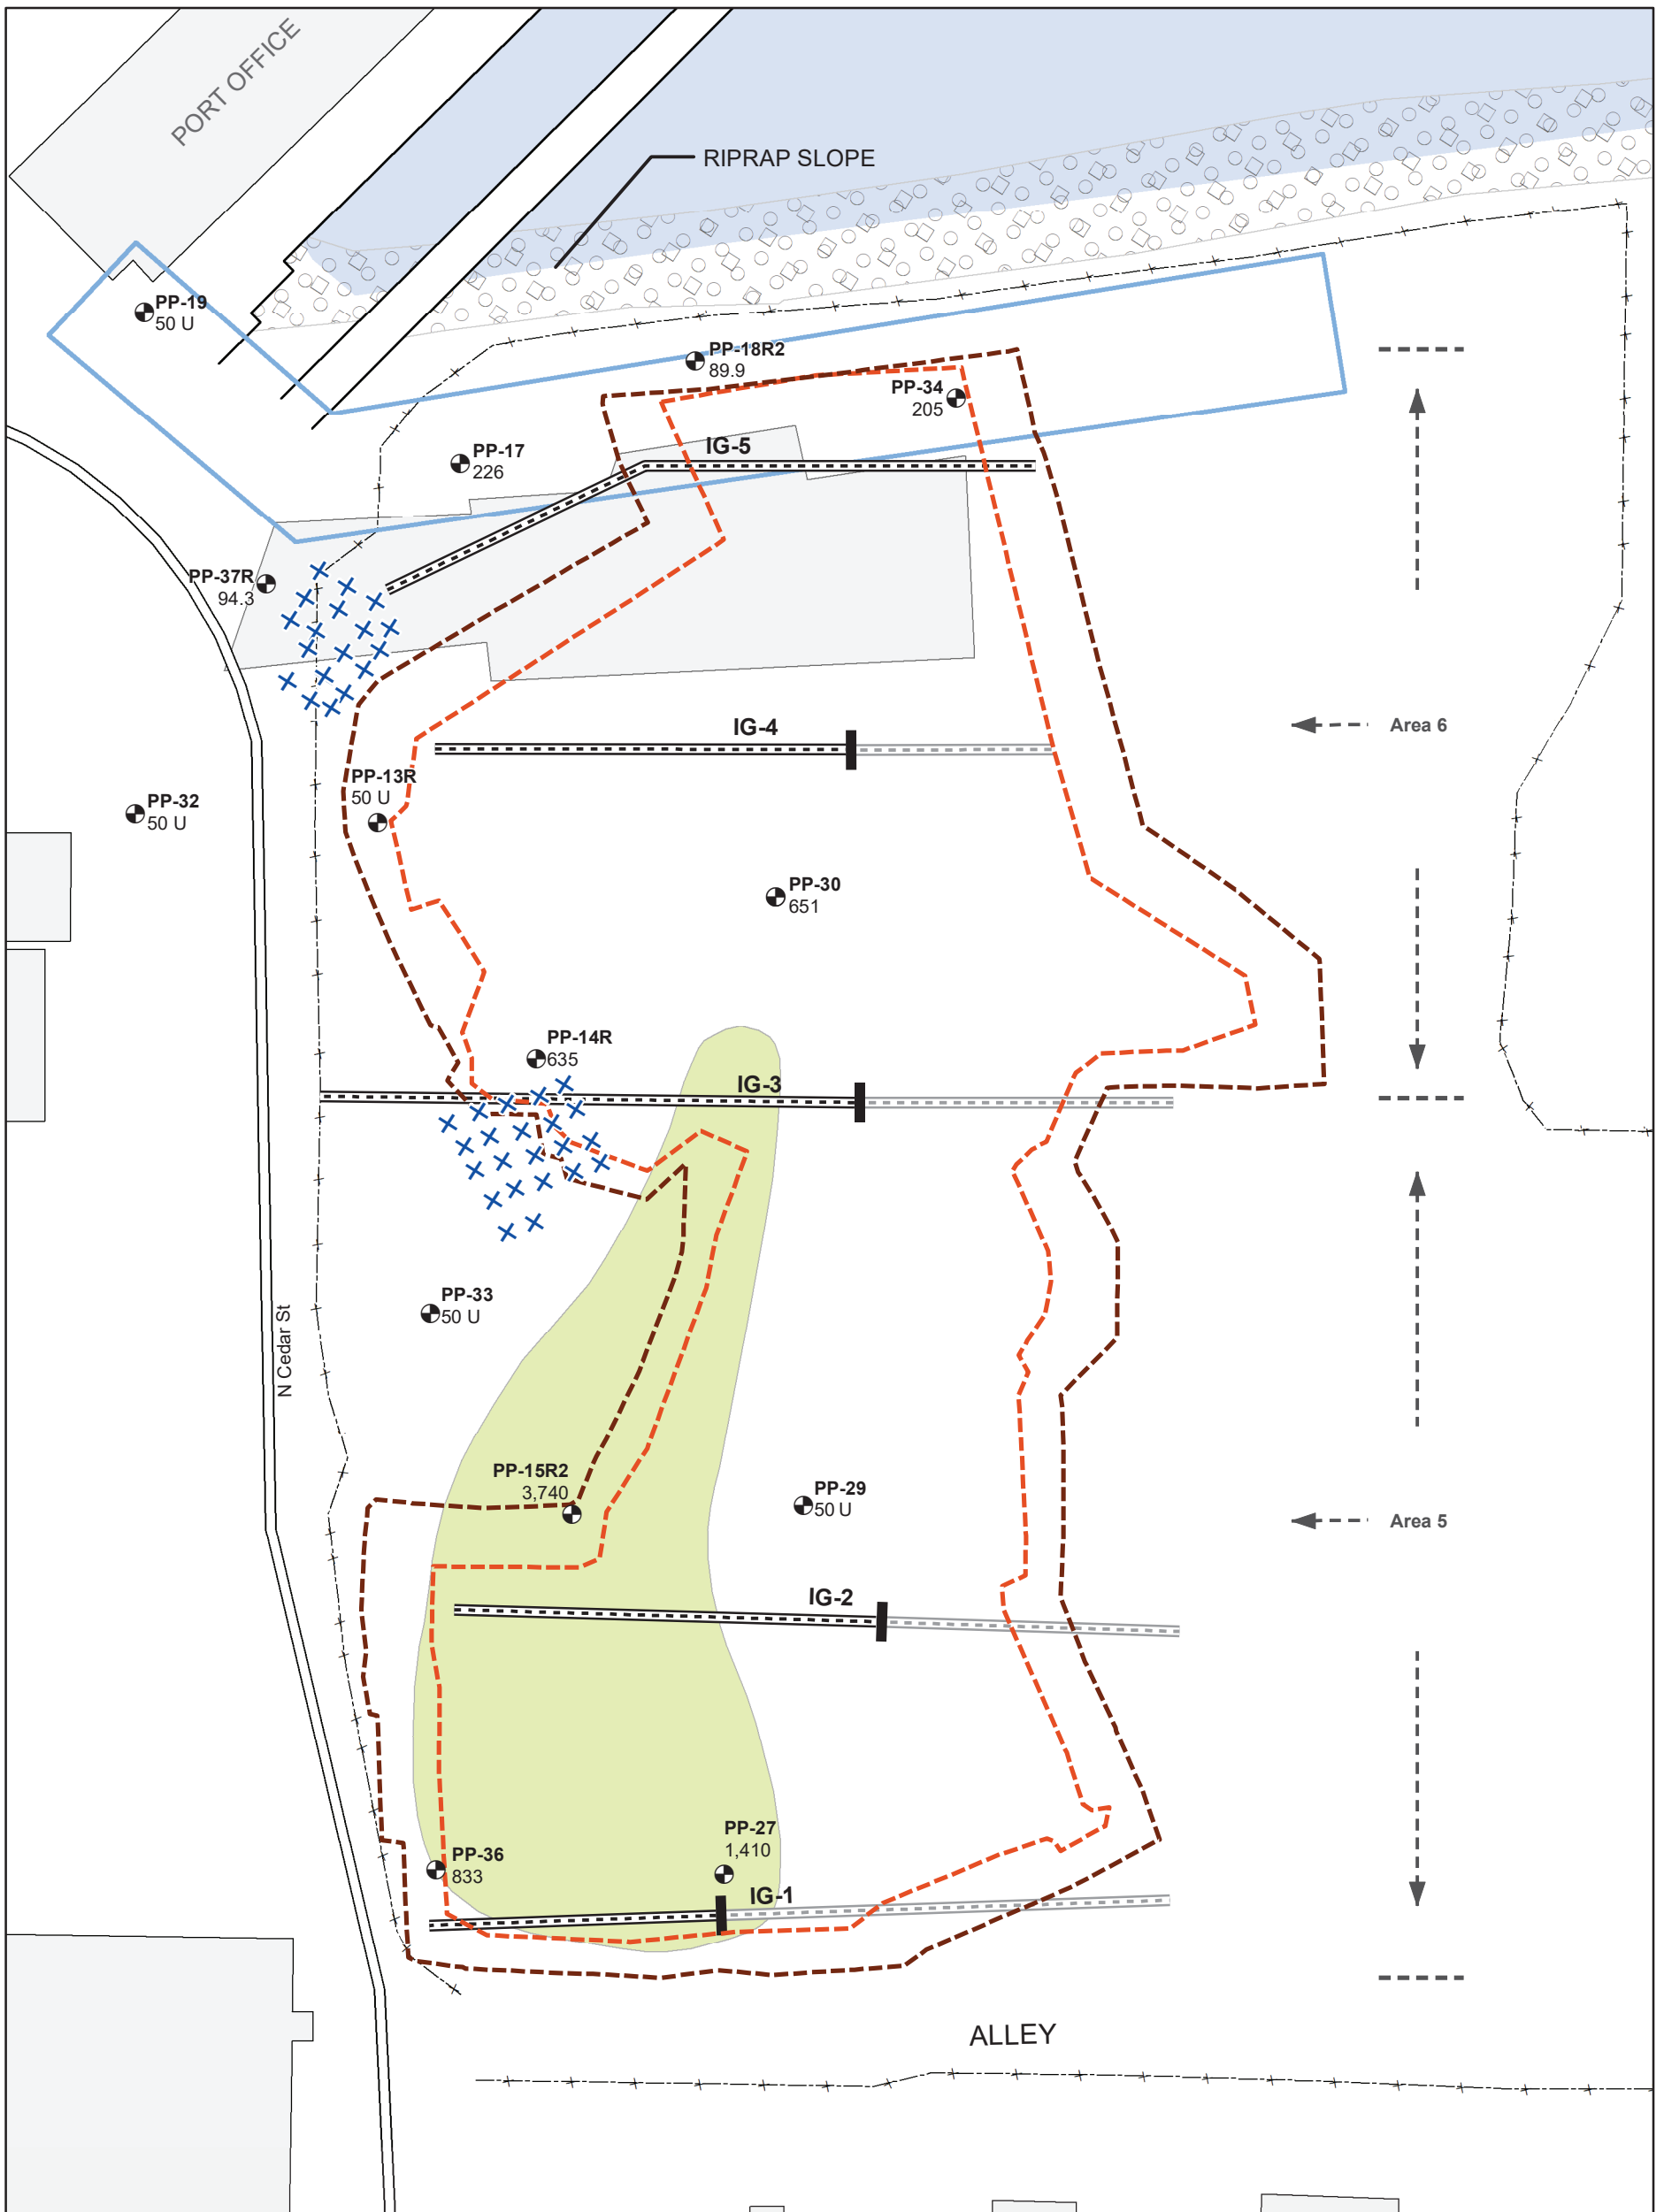 PORT OFFICE
RIPRAP SLOPE
PP-19
50 U
PP-18R2
89.9
PP-34
205
IG-5
PP-17
226
PP-37R
94.3
IG-4
Area 6
PP-13R
50 U
PP-32
50 U
PP-30
651
PP-14R
635
IG-3
PP-33
50 U
N Cedar St
PP-15R2
3,740
PP-29
50 U
Area 5
IG-2
PP-27
1,410
PP-36
833
IG-1
ALLEY